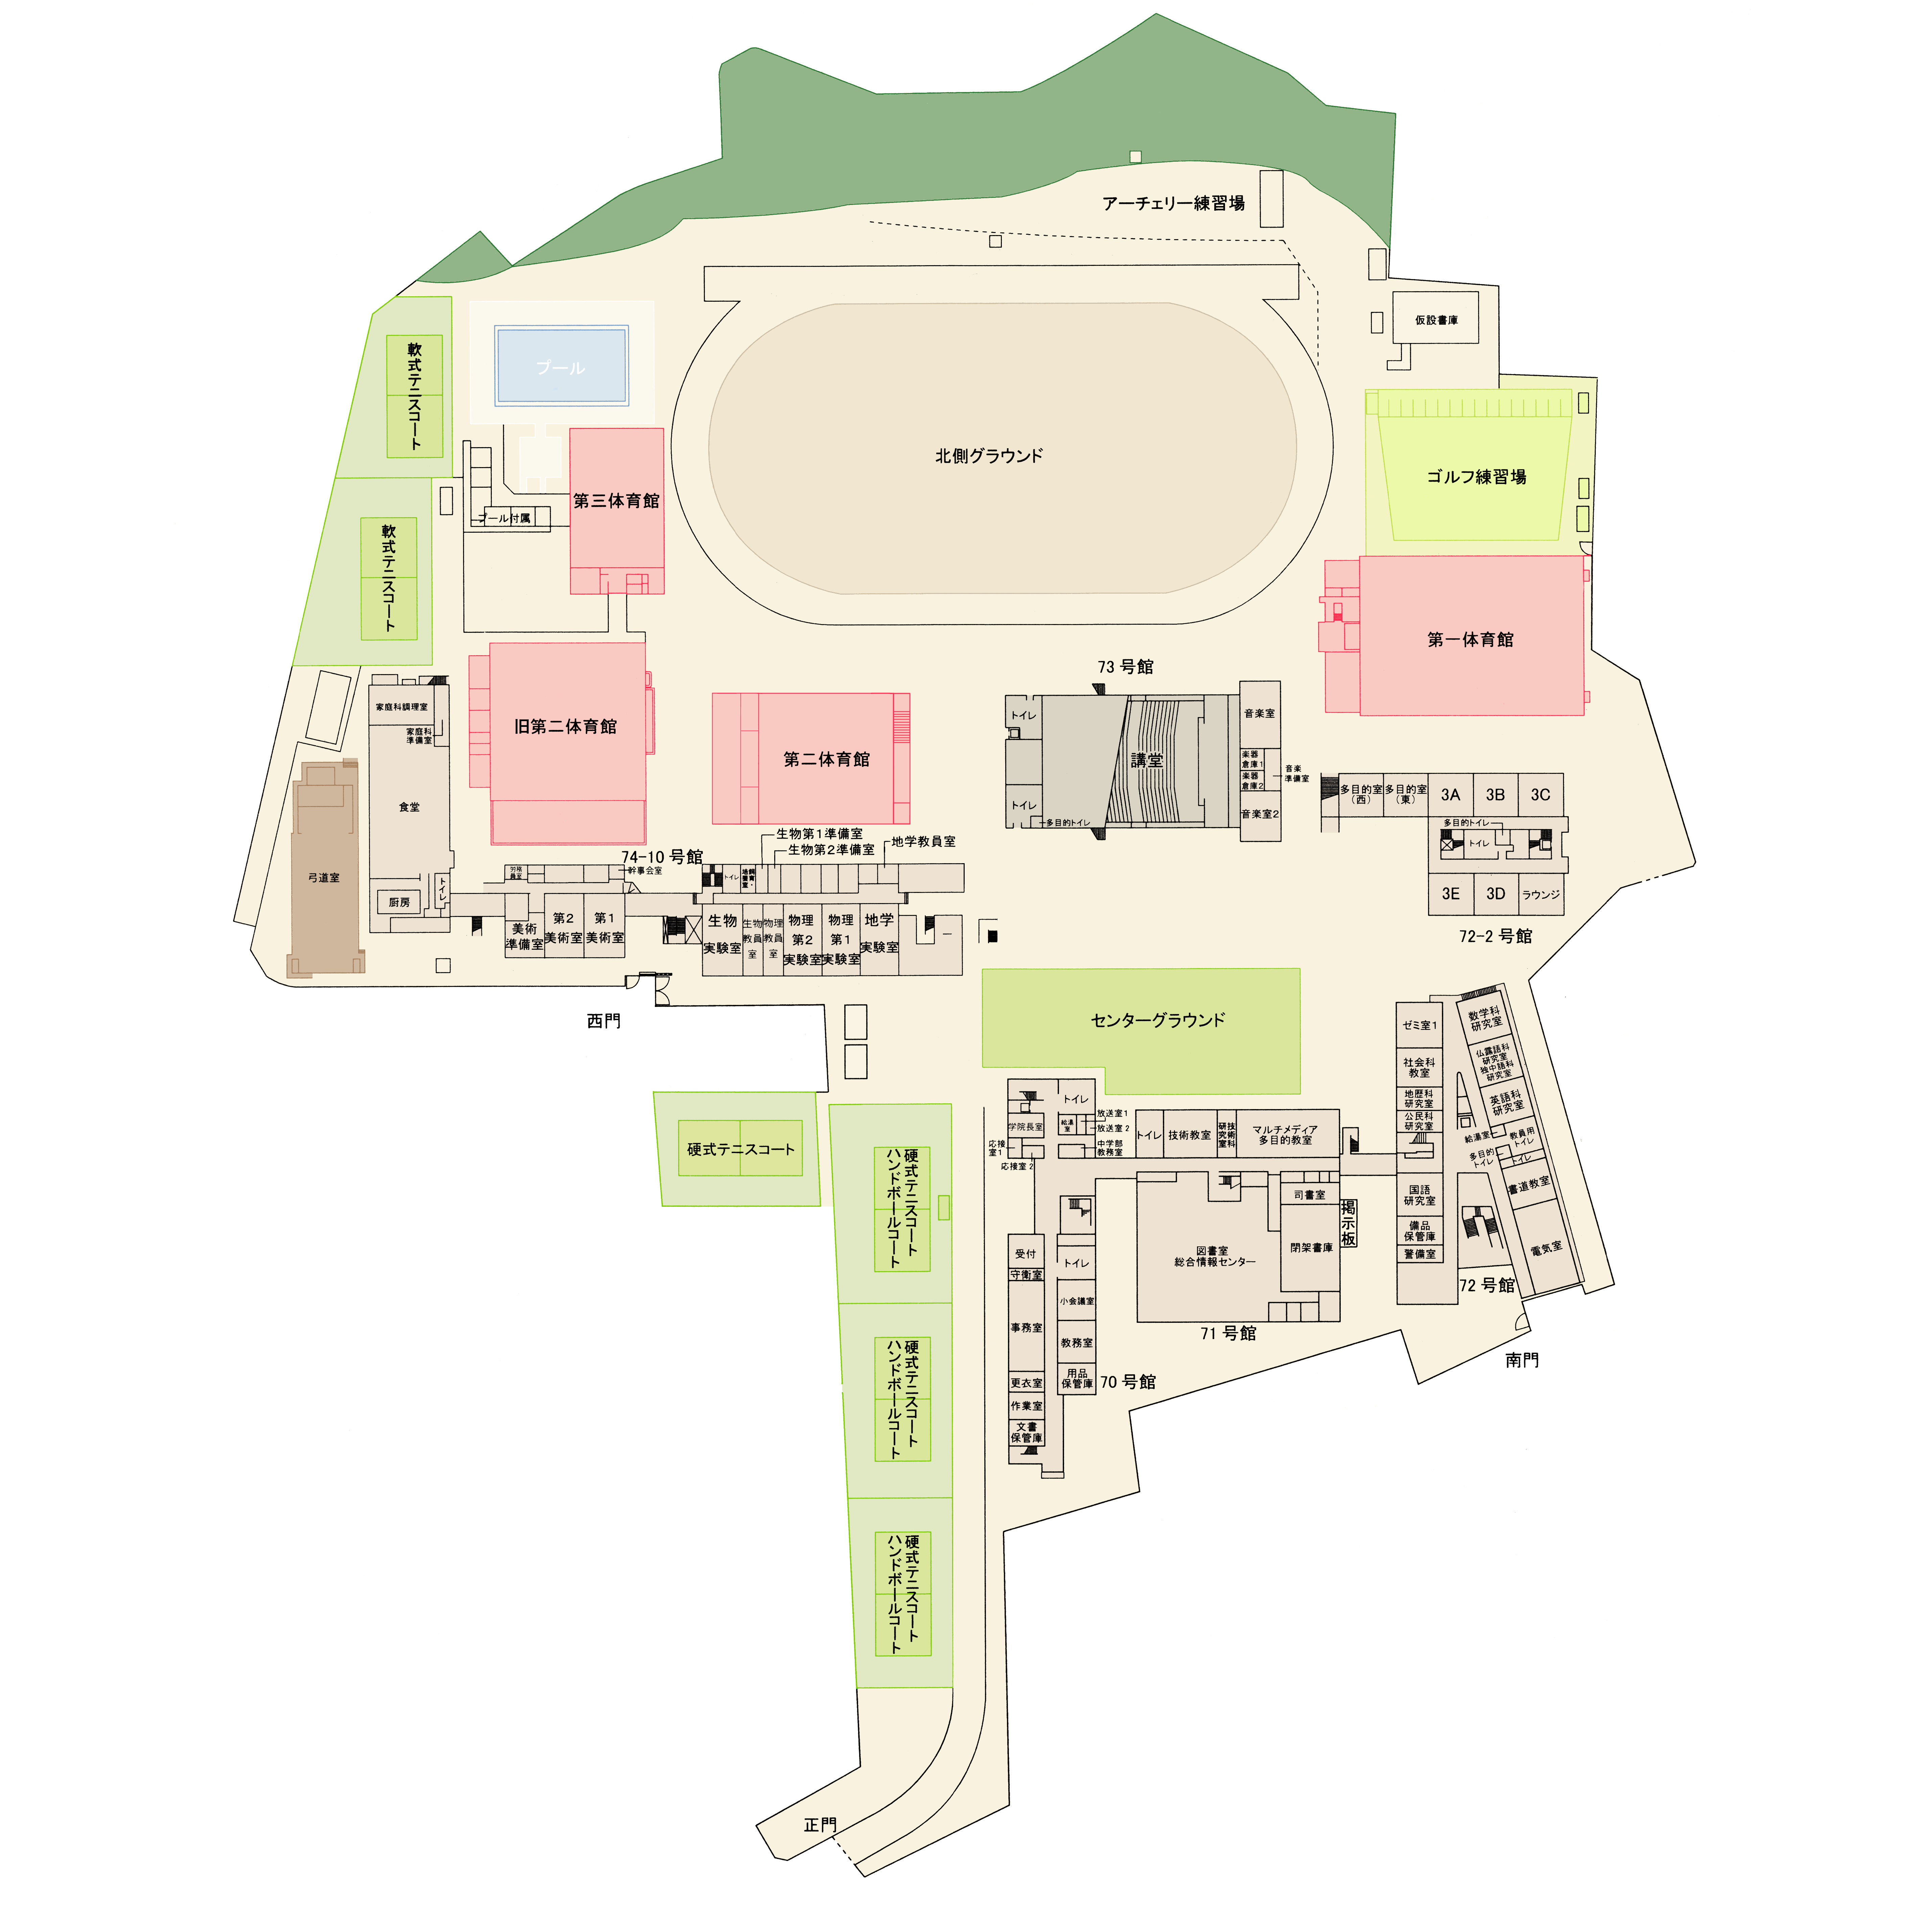 アーチェリー練習場
仮設書庫
軟式テニスコート
プール
北側グラウンド
ゴルフ練習場
第三体育館
プール付属
軟式テニスコート
第一体育館
73 号館
家庭科調理室
家庭科
準備室
食堂
厨房
トイレ
弓道室
旧第二体育館
第二体育館
トイレ
トイレ
講堂
多目的トイレ
音楽室
楽器
倉庫1
楽器
倉庫2
音楽
準備室
音楽室2
多目的室
(西)
多目的室
(東)
3A
3B
3C
多目的トイレ
トイレ
3E
3D
ラウンジ
72-2 号館
74-10 号館
幹事会室
生物第1準備室
生物第2準備室
地学教員室
トイレ
美術
準備室
第2
美術室
第1
美術室
生物
実験室
生物
教員
室
物理
教員
室
物理
第2
実験室
物理
第1
実験室
地学
実験室
西門
センターグラウンド
硬式テニスコート
硬式テニスコート
ハンドボールコート
硬式テニスコート
ハンドボールコート
硬式テニスコート
ハンドボールコート
トイレ
学院長室
給湯
室
放送室1
放送室 2
中学部
教務室
応接
室1
応接室 2
トイレ
技術教室
技術科
研究室
マルチメディア
多目的教室
司書室
閉架書庫
掲示板
図書室
総合情報センター
71 号館
受付
守衛室
事務室
更衣室
作業室
文書
保管庫
トイレ
小会議室
教務室
用品
保管庫
70 号館
ゼミ室1
社会科
教室
地歴科
研究室
公民科
研究室
国語
研究室
備品
保管庫
警備室
数学科
研究室
仏露語科
研究室
独中語科
研究室
英語科
研究室
給湯室
教員用
トイレ
多目的
トイレ
トイレ
書道教室
電気室
72 号館
南門
正門